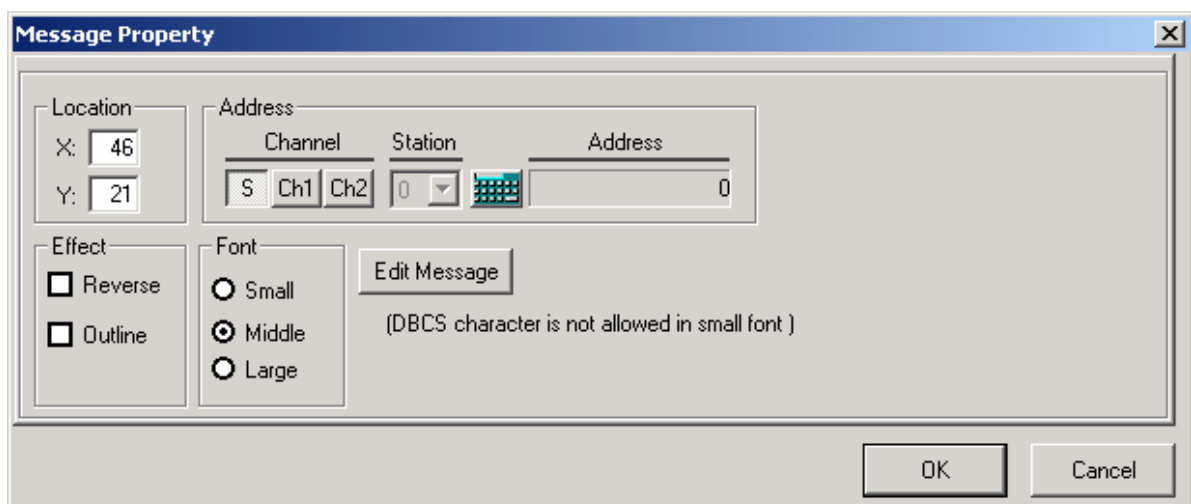 Message Property
Location
X: 46
Y: 21
Address
Channel Station Address
S Ch1 Ch2 0 0
Effect
Reverse
Outline
Font
Small
Middle
Large
Edit Message
(DBCS character is not allowed in small font )
OK Cancel